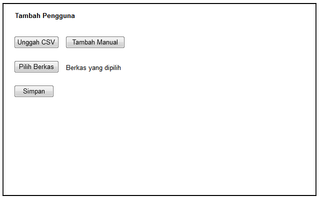 Tambah Pengguna
Unggah CSV Tambah Manual
Pilih Berkas Berkas yang dipilih
Simpan